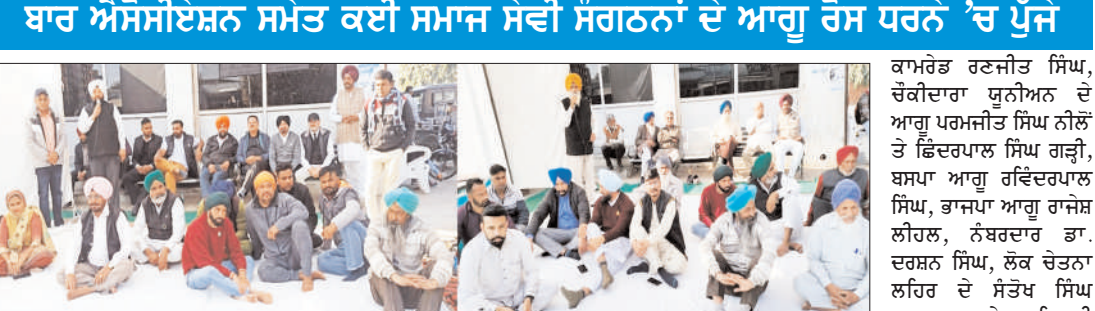 ਬਾਰ ਐਸੋਸੀਏਸ਼ਨ ਸਮੇਤ ਕਈ ਸਮਾਜ ਸੇਵੀ ਸੰਗਠਨਾਂ ਦੇ ਆਗੂ ਰੋਸ ਧਰਨੇ ’ਚ ਪੁੱਜੇ
ਕਾਮਰੇਡ ਰਣਜੀਤ ਸਿੰਘ,
ਚੌਕੀਦਾਰਾ ਯੂਨੀਅਨ ਦੇ
ਆਗੂ ਪਰਮਜੀਤ ਸਿੰਘ ਨੀਲੋਂ
ਤੇ ਛਿੰਦਰਪਾਲ ਸਿੰਘ ਗੜ੍ਹੀ,
ਬਸਪਾ ਆਗੂ ਰਵਿੰਦਰਪਾਲ
ਸਿੰਘ, ਭਾਜਪਾ ਆਗੂ ਰਾਜੇਸ਼
ਲੀਹਲ, ਨੰਬਰਦਾਰ ਡਾ.
ਦਰਸ਼ਨ ਸਿੰਘ, ਲੋਕ ਚੇਤਨਾ
ਲਹਿਰ ਦੇ ਸੰਤੋਖ ਸਿੰਘ